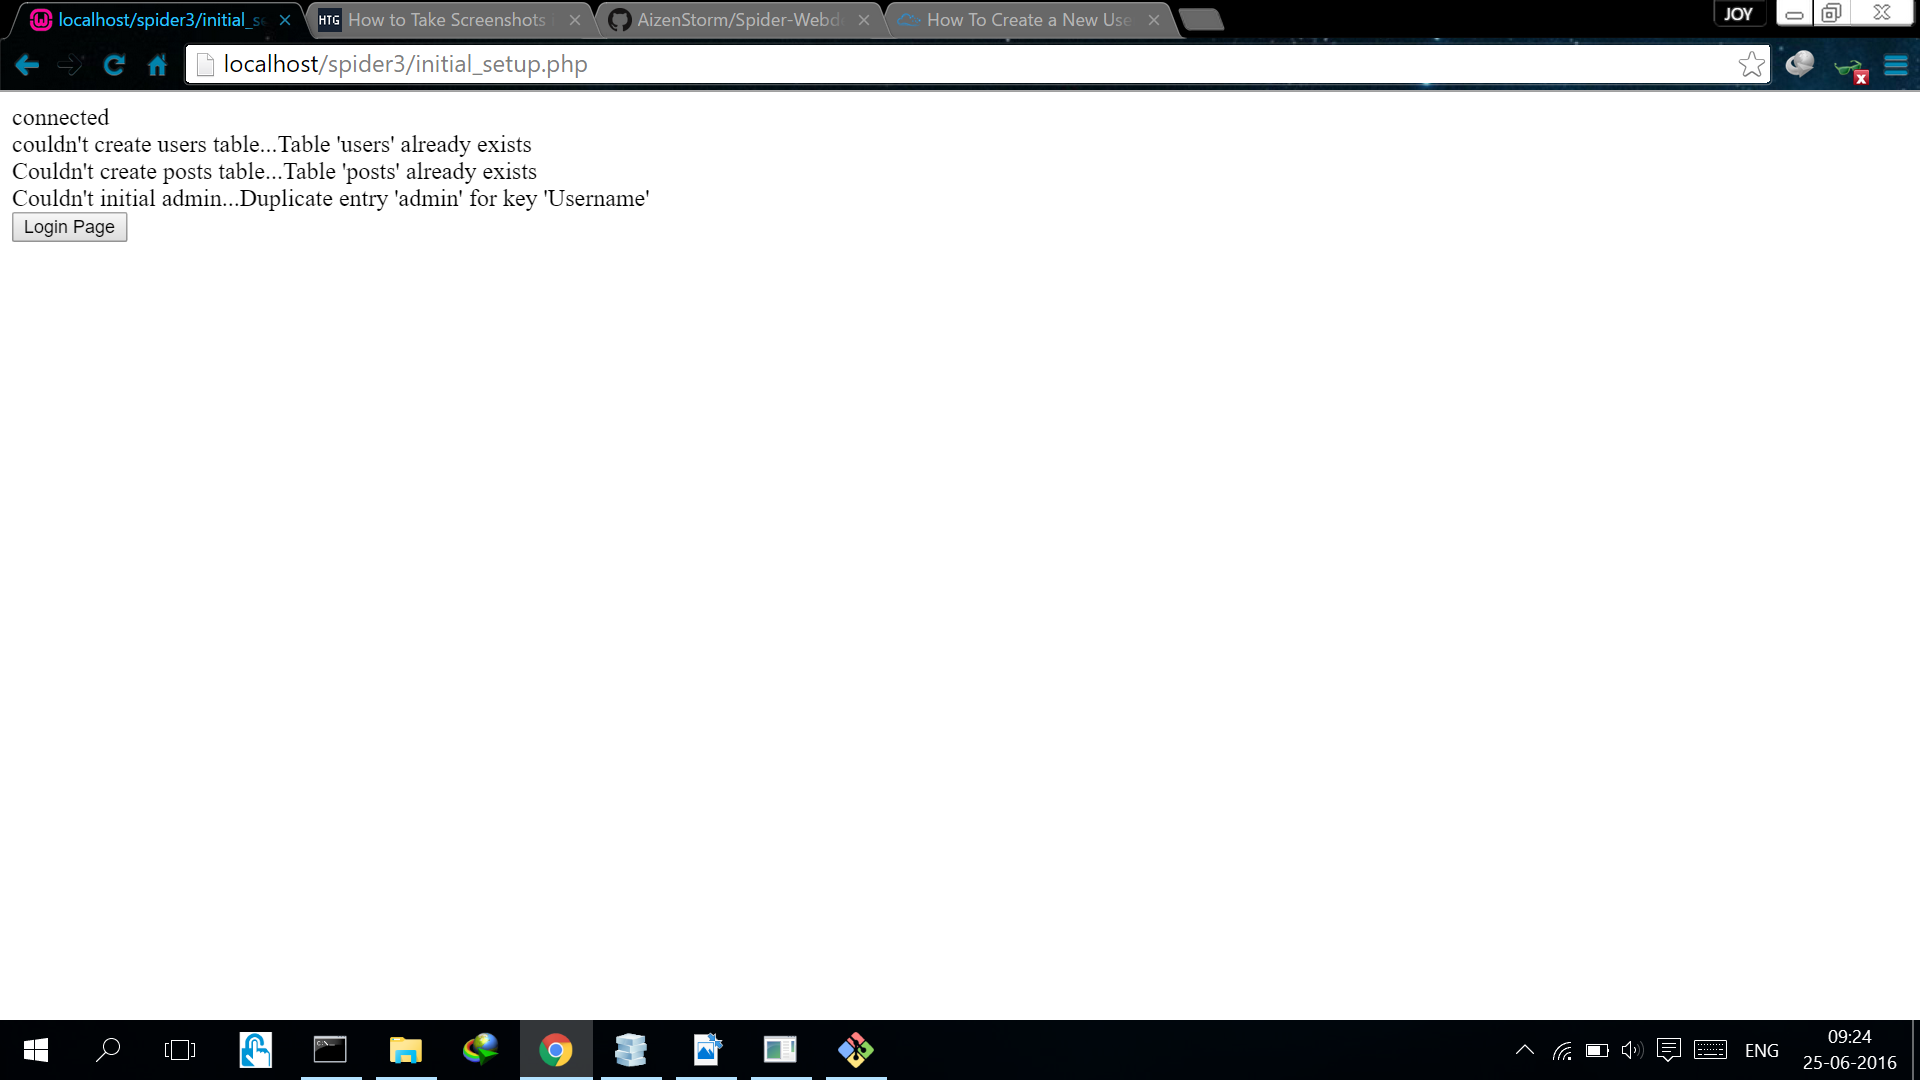 localhost/spider3/initial_s
HTG How to Take Screenshots
AizenStorm/Spider-Webd
How To Create a New Use
JOY
localhost/spider3/initial_setup.php
connected
couldn't create users table...Table 'users' already exists
Couldn't create posts table...Table 'posts' already exists
Couldn't initial admin...Duplicate entry 'admin' for key 'Username'
Login Page
ENG
09:24
25-06-2016